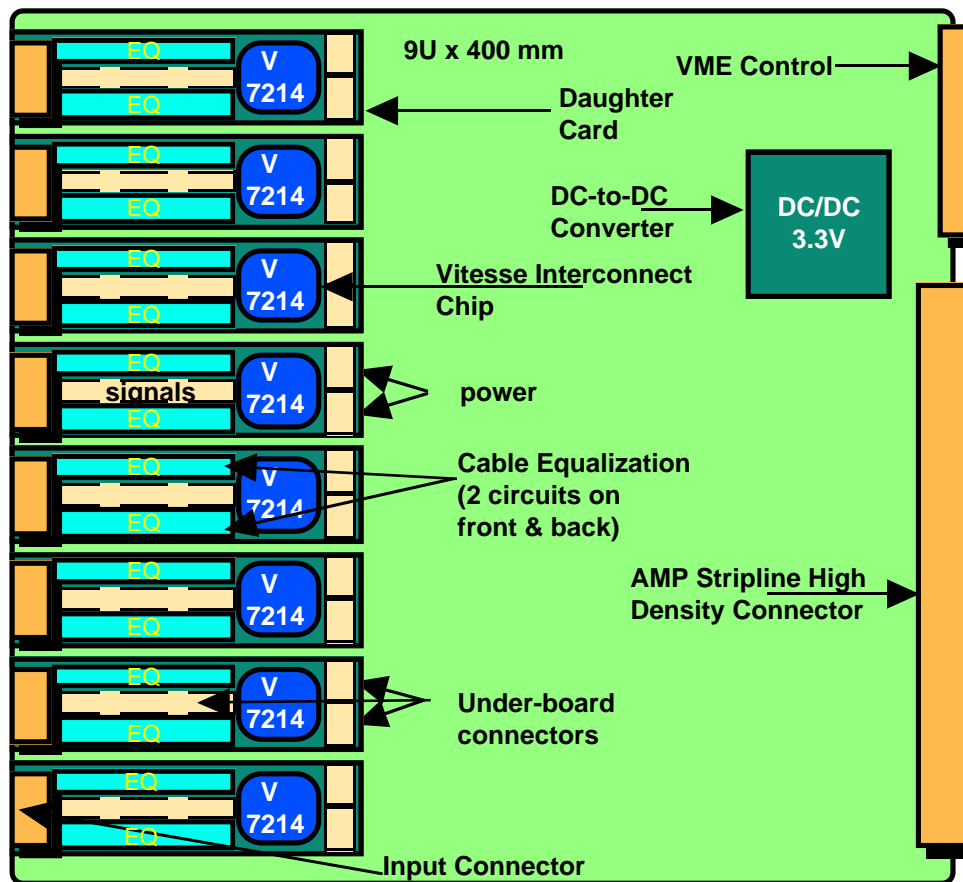 EQ
V
7214
EQ
9U x 400 mm
VME Control
Daughter
Card
EQ
V
7214
EQ
DC-to-DC
Converter
DC/DC
3.3V
EQ
V
7214
EQ
Vitesse Interconnect
Chip
EQ
signals
V
7214
EQ
power
EQ
V
7214
EQ
Cable Equalization
(2 circuits on
front & back)
EQ
V
7214
EQ
AMP Stripline High
Density Connector
EQ
V
7214
EQ
Under-board
connectors
EQ
V
7214
EQ
Input Connector